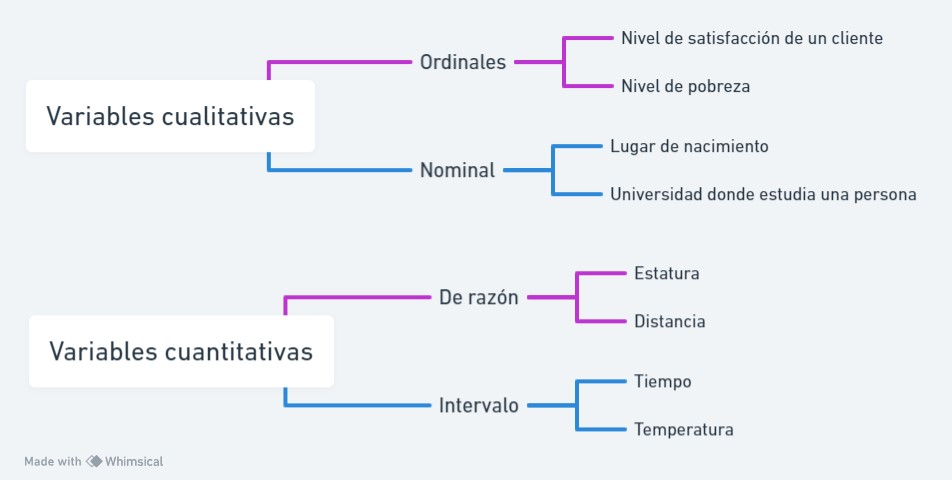 Variables cualitativas
Ordinales
Nivel de satisfacción de un cliente
Nivel de pobreza
Nominal
Lugar de nacimiento
Universidad donde estudia una persona
Variables cuantitativas
De razón
Estatura
Distancia
Intervalo
Tiempo
Temperatura
Made with Whimsical